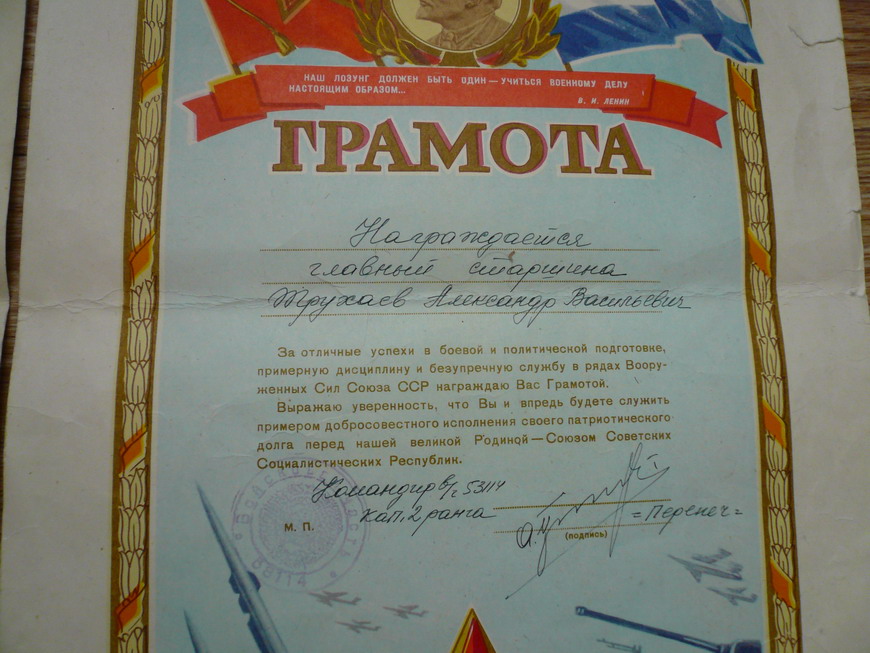 НАШ ЛОЗУНГ ДОЛЖЕН БЫТЬ ОДИН — УЧИТЬСЯ ВОЕННОМУ ДЕЛУ
НАСТОЯЩИМ ОБРАЗОМ...
В. И. ЛЕНИН
ГРАМОТА
Награждается
главный старшина
Трухаев Александр Васильевич
За отличные успехи в боевой и политической подготовке,
примерную дисциплину и безупречную службу в рядах Воору-
женных Сил Союза ССР награждаю Вас Грамотой.
Выражаю уверенность, что Вы и впредь будете служить
примером добросовестного исполнения своего патриотического
долга перед нашей великой Родиной — Союзом Советских
Социалистических Республик.
Командир в/ч 53114
кап. 2 ранга
=Перенеч=
М. П.
(подпись)